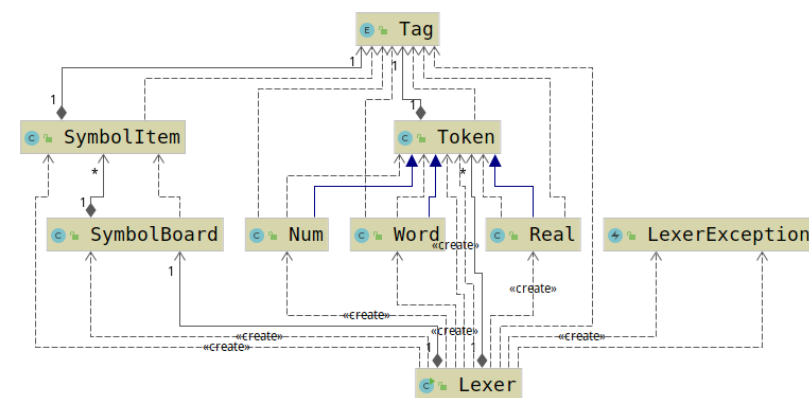 E Tag
1 1
1 1
C SymbolItem C Token
* *
1
C SymbolBoard C Num C Word C Real LexerException
«create»
1
«create»
«create»
«create» «create» «create»
«create» 1 1
C Lexer